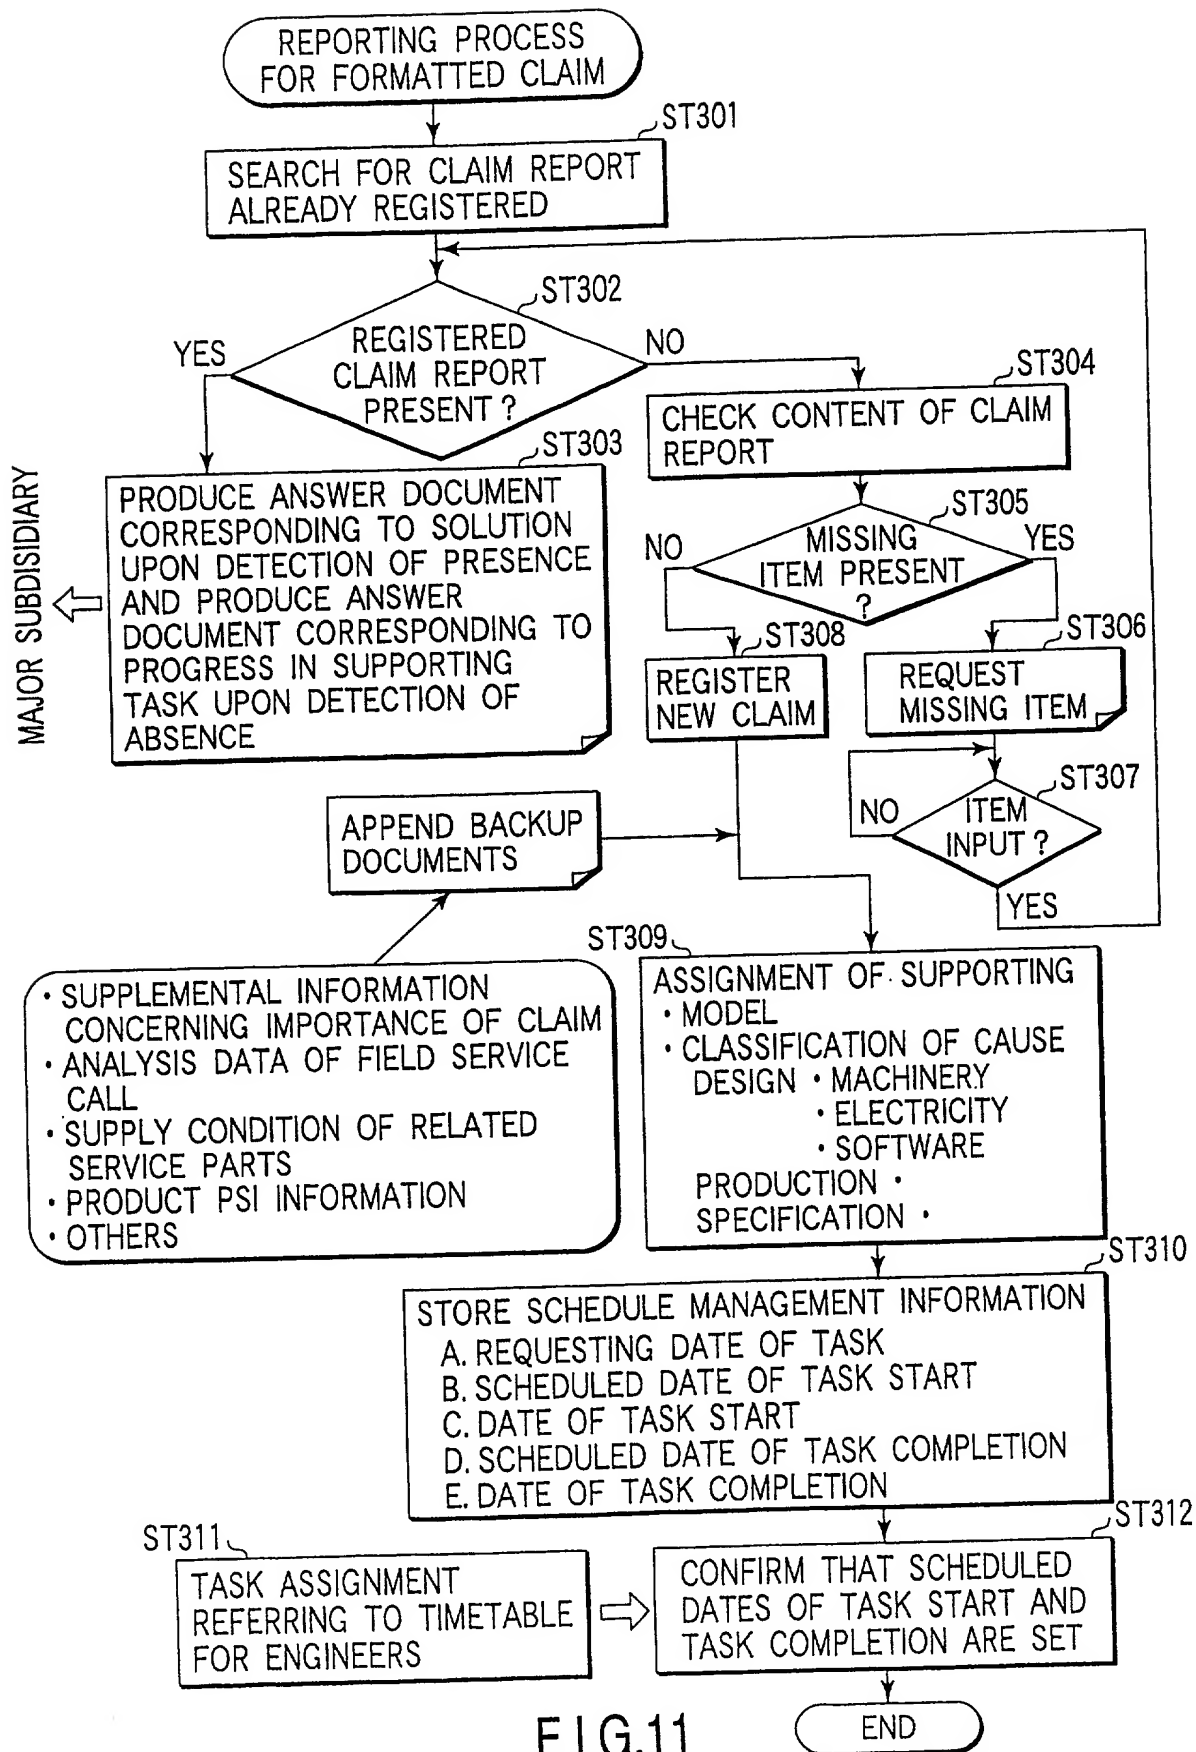 REPORTING PROCESS
FOR FORMATTED CLAIM
ST301
SEARCH FOR CLAIM REPORT
ALREADY REGISTERED
ST302
REGISTERED
CLAIM REPORT
PRESENT ?
YES
NO
ST303
PRODUCE ANSWER DOCUMENT
CORRESPONDING TO SOLUTION
UPON DETECTION OF PRESENCE
AND PRODUCE ANSWER
DOCUMENT CORRESPONDING TO
PROGRESS IN SUPPORTING
TASK UPON DETECTION OF
ABSENCE
MAJOR SUBDISIDIARY
ST304
CHECK CONTENT OF CLAIM
REPORT
ST305
MISSING
ITEM PRESENT
?
NO
YES
ST308
REGISTER
NEW CLAIM
ST306
REQUEST
MISSING ITEM
ST307
ITEM
INPUT ?
NO
YES
APPEND BACKUP
DOCUMENTS
• SUPPLEMENTAL INFORMATION
CONCERNING IMPORTANCE OF CLAIM
• ANALYSIS DATA OF FIELD SERVICE
CALL
• SUPPLY CONDITION OF RELATED
SERVICE PARTS
• PRODUCT PSI INFORMATION
• OTHERS
ST309
ASSIGNMENT OF SUPPORTING
• MODEL
• CLASSIFICATION OF CAUSE
DESIGN • MACHINERY
• ELECTRICITY
• SOFTWARE
PRODUCTION •
SPECIFICATION •
ST310
STORE SCHEDULE MANAGEMENT INFORMATION
A. REQUESTING DATE OF TASK
B. SCHEDULED DATE OF TASK START
C. DATE OF TASK START
D. SCHEDULED DATE OF TASK COMPLETION
E. DATE OF TASK COMPLETION
ST311
TASK ASSIGNMENT
REFERRING TO TIMETABLE
FOR ENGINEERS
ST312
CONFIRM THAT SCHEDULED
DATES OF TASK START AND
TASK COMPLETION ARE SET
END
FIG.11